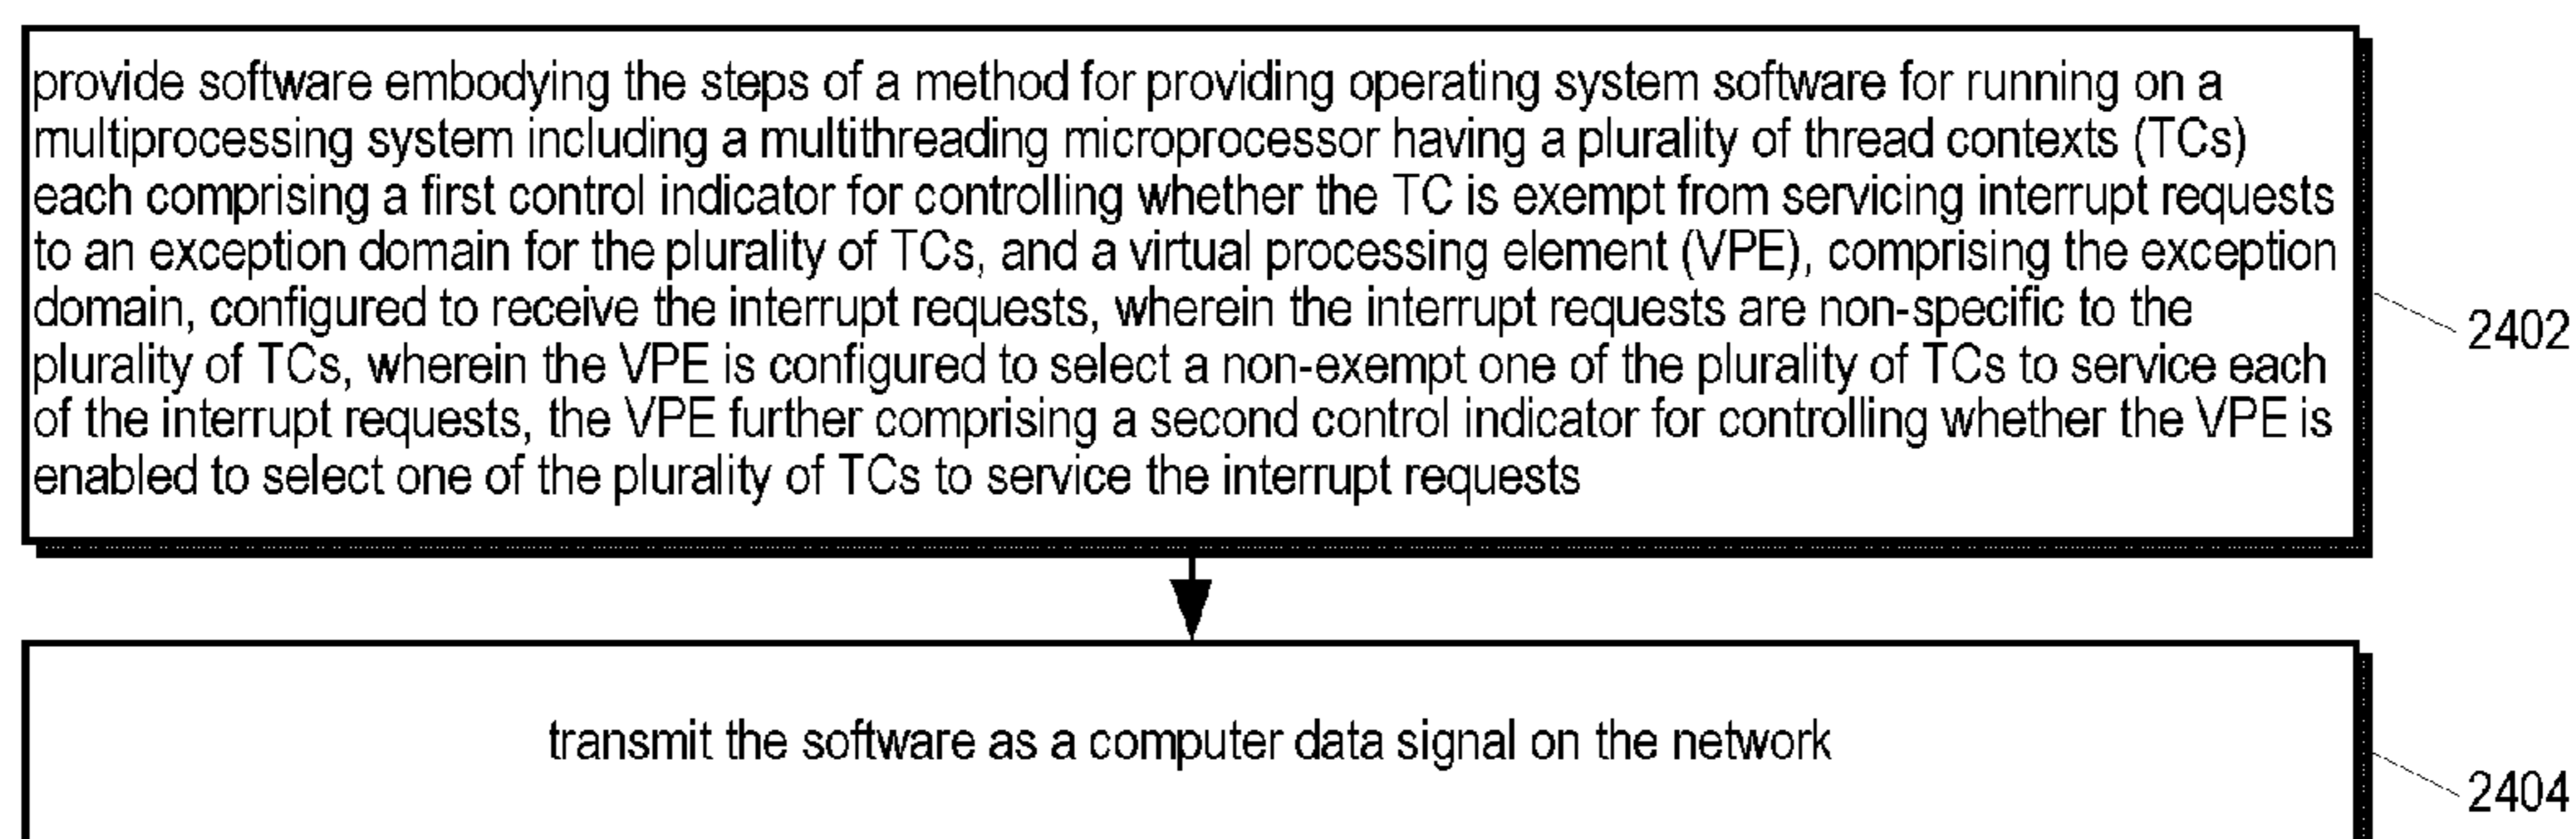 provide software embodying the steps of a method for providing operating system software for running on a
multiprocessing system including a multithreading microprocessor having a plurality of thread contexts (TCs)
each comprising a first control indicator for controlling whether the TC is exempt from servicing interrupt requests
to an exception domain for the plurality of TCs, and a virtual processing element (VPE), comprising the exception
domain, configured to receive the interrupt requests, wherein the interrupt requests are non-specific to the
plurality of TCs, wherein the VPE is configured to select a non-exempt one of the plurality of TCs to service each
of the interrupt requests, the VPE further comprising a second control indicator for controlling whether the VPE is
enabled to select one of the plurality of TCs to service the interrupt requests
2402
transmit the software as a computer data signal on the network
2404